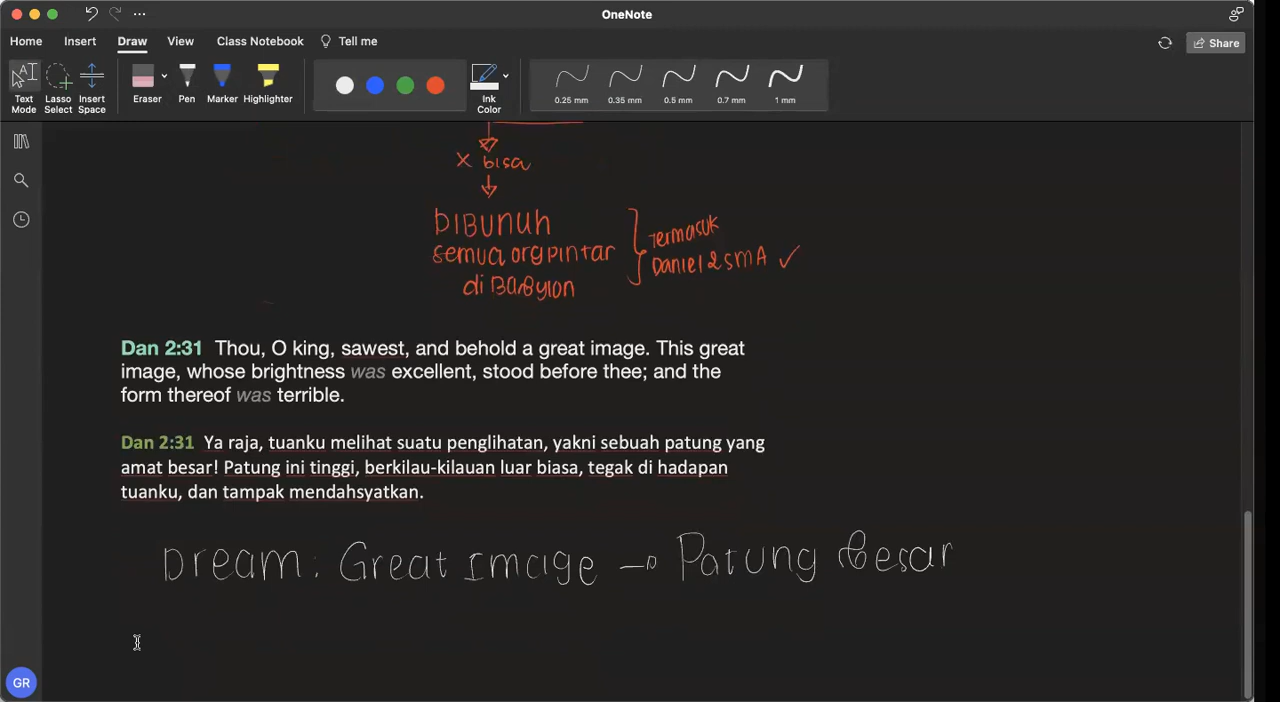 OneNote
Home Insert Draw View Class Notebook Tell me
Share
Text Mode
Lasso Select
Insert Space
Eraser
Pen
Marker
Highlighter
Ink Color
0.25 mm
0.35 mm
0.5 mm
0.7 mm
1 mm
x bisa
DIBUNUH
semua org pintar
di Babylon
Termasuk
Daniel & SMA ✓
Dan 2:31 Thou, O king, sawest, and behold a great image. This great
image, whose brightness was excellent, stood before thee; and the
form thereof was terrible.
Dan 2:31 Ya raja, tuanku melihat suatu penglihatan, yakni sebuah patung yang
amat besar! Patung ini tinggi, berkilau-kilauan luar biasa, tegak di hadapan
tuanku, dan tampak mendahsyatkan.
Dream : Great Image → Patung Besar
GR